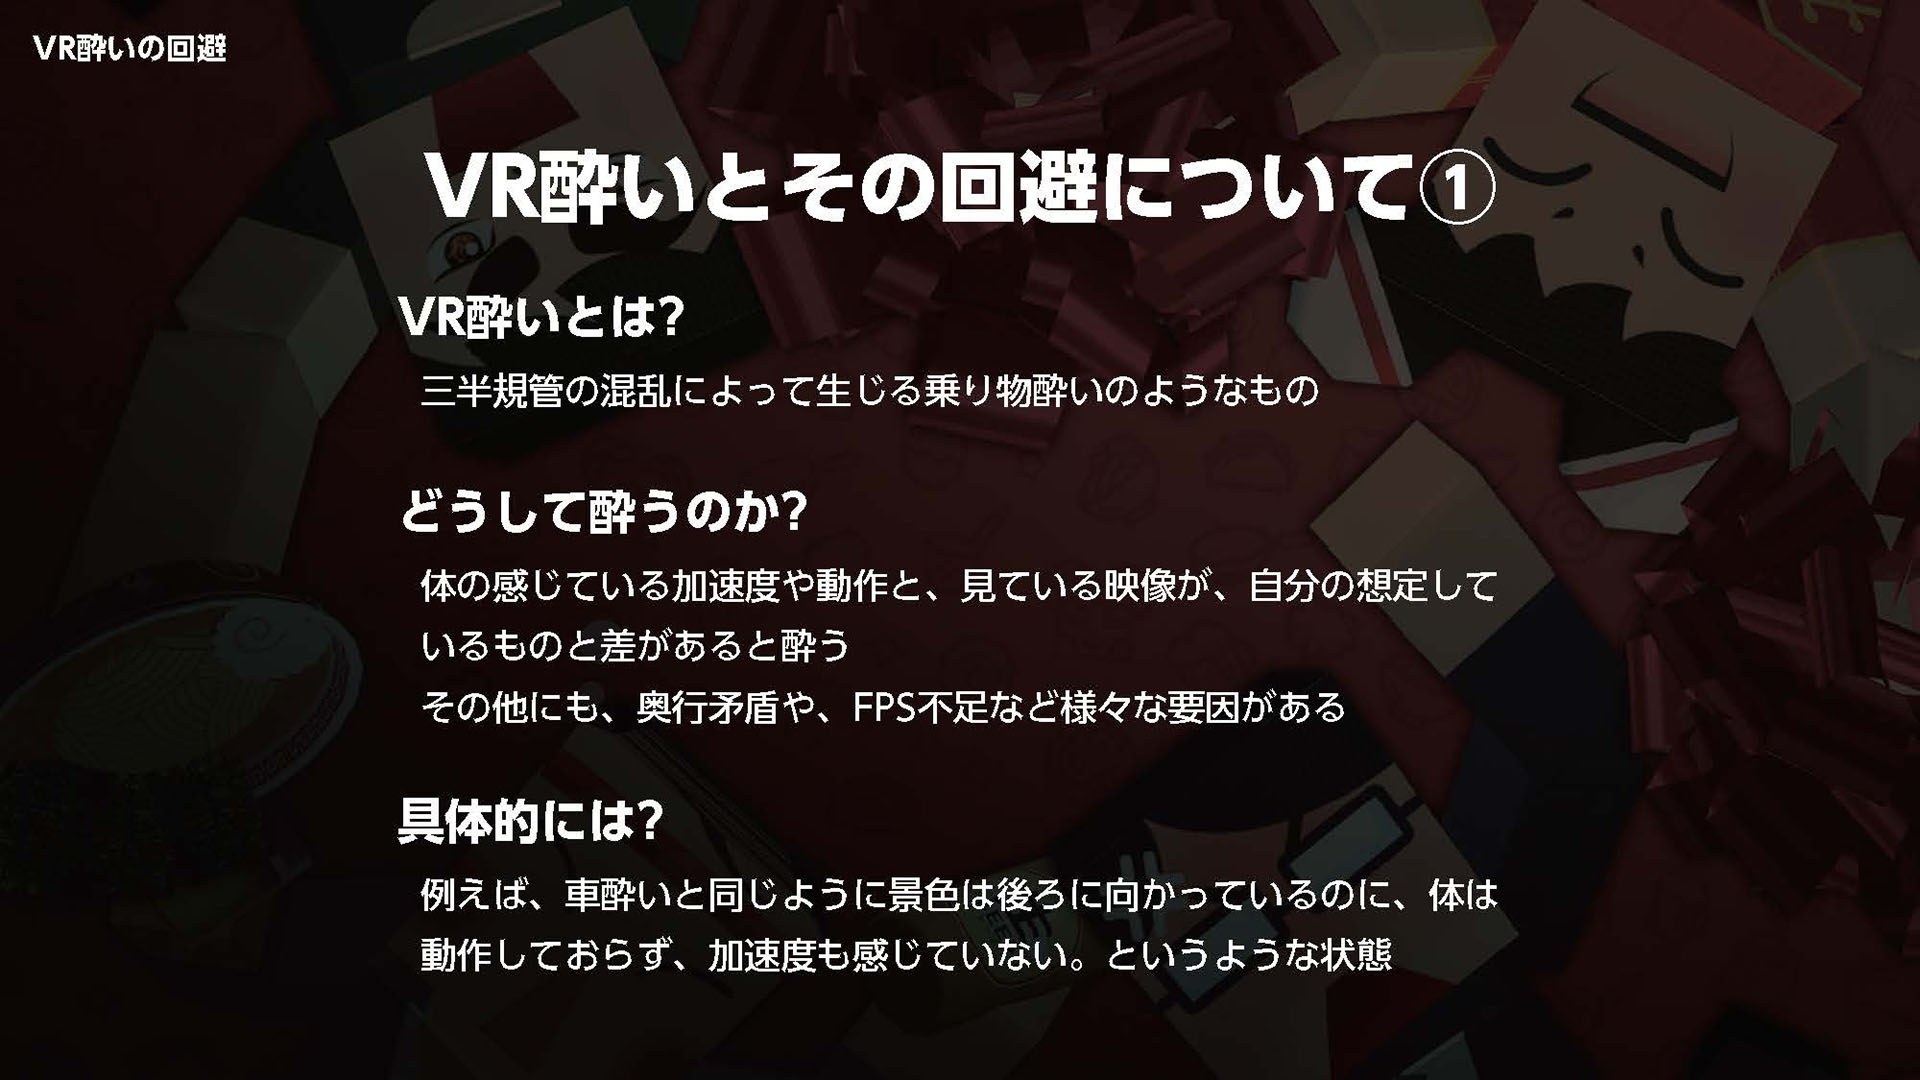 VR酔いの回避
VR酔いとその回避について①
VR酔いとは?
三半規管の混乱によって生じる乗り物酔いのようなもの
どうして酔うのか?
体の感じている加速度や動作と、見ている映像が、自分の想定して
いるものと差があると酔う
その他にも、奥行矛盾や、FPS不足など様々な要因がある
具体的には?
例えば、車酔いと同じように景色は後ろに向かっているのに、体は
動作しておらず、加速度も感じていない。というような状態